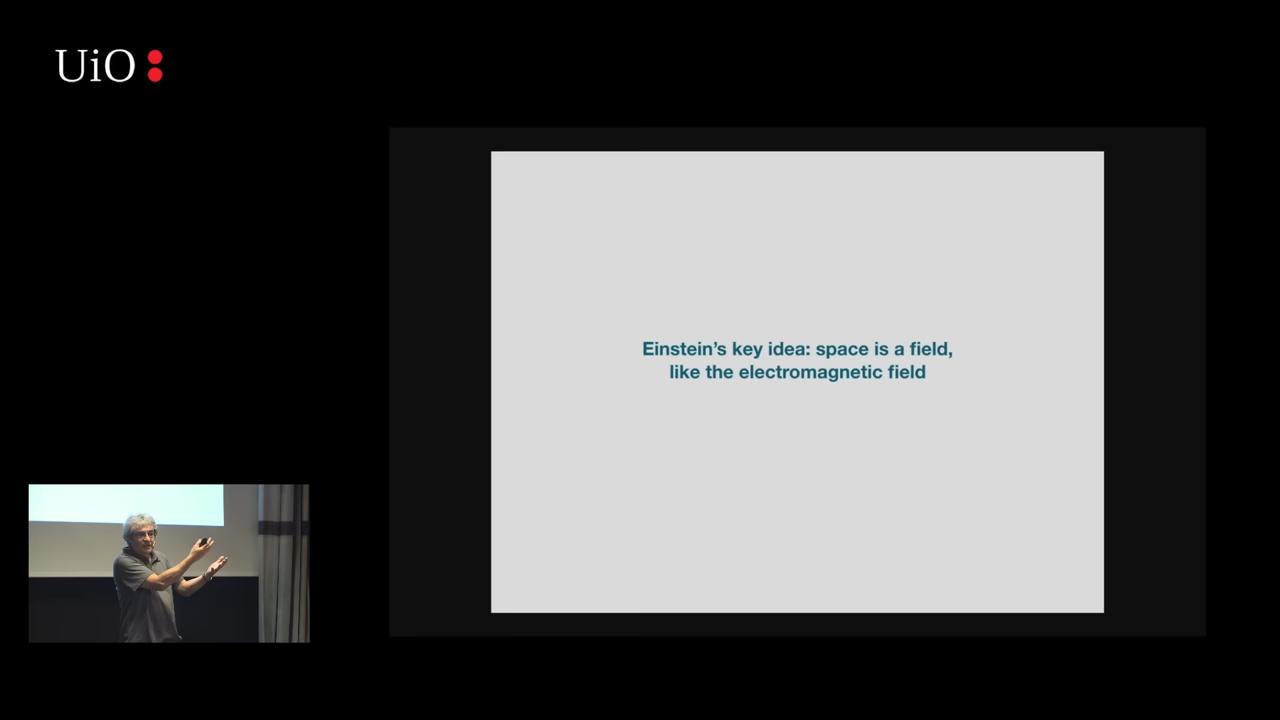 UiO:
Einstein's key idea: space is a field,
like the electromagnetic field